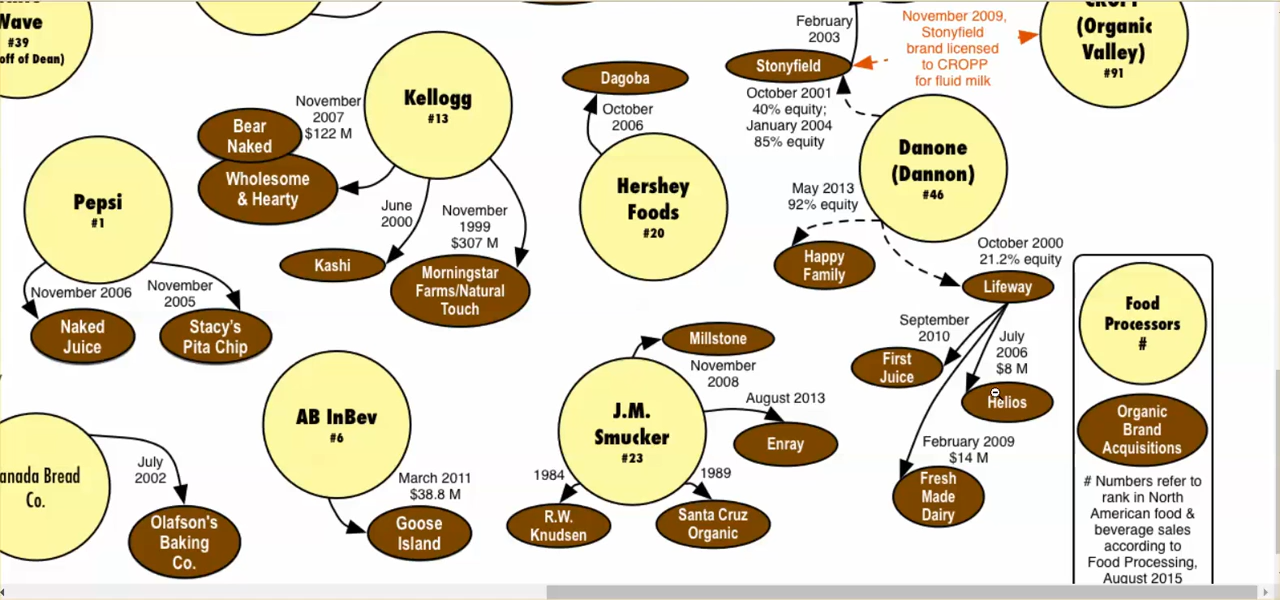 Wave
#39
off of Dean)
Pepsi
#1
November 2006
Naked
Juice
November
2005
Stacy's
Pita Chip
Bear
Naked
November
2007
$122 M
Wholesome
& Hearty
Kellogg
#13
June
2000
Kashi
November
1999
$307 M
Morningstar
Farms/Natural
Touch
Dagoba
October
2006
Hershey
Foods
#20
February
2003
Stonyfield
October 2001
40% equity;
January 2004
85% equity
November 2009,
Stonyfield
brand licensed
to CROPP
for fluid milk
CROPP
(Organic
Valley)
#91
Danone
(Dannon)
#46
May 2013
92% equity
Happy
Family
October 2000
21.2% equity
Lifeway
September
2010
First
Juice
July
2006
$8 M
Helios
February 2009
$14 M
Fresh
Made
Dairy
anada Bread
Co.
July
2002
Olafson's
Baking
Co.
AB InBev
#6
March 2011
$38.8 M
Goose
Island
Millstone
November
2008
J.M.
Smucker
#23
August 2013
Enray
1984
R.W.
Knudsen
1989
Santa Cruz
Organic
Food
Processors
#
Organic
Brand
Acquisitions
# Numbers refer to
rank in North
American food &
beverage sales
according to
Food Processing,
August 2015